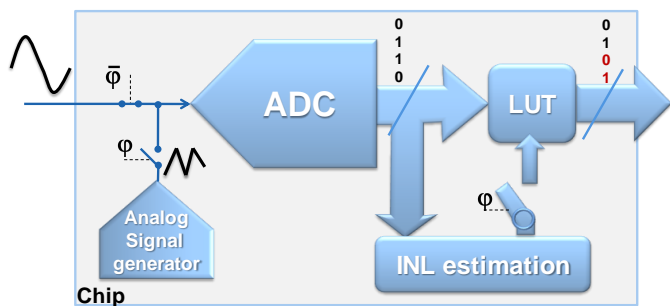 0
1
1
0
0
1
0
1
φ̄
ADC
LUT
φ
φ
Analog
Signal
generator
INL estimation
Chip